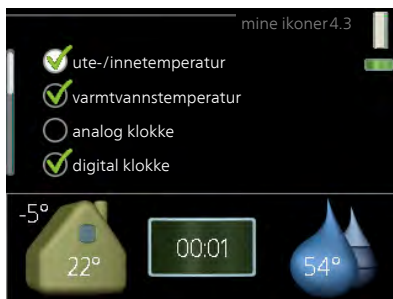 mine ikoner 4.3
ute-/innetemperatur
varmtvannstemperatur
analog klokke
digital klokke
-5°
22°
00:01
54°